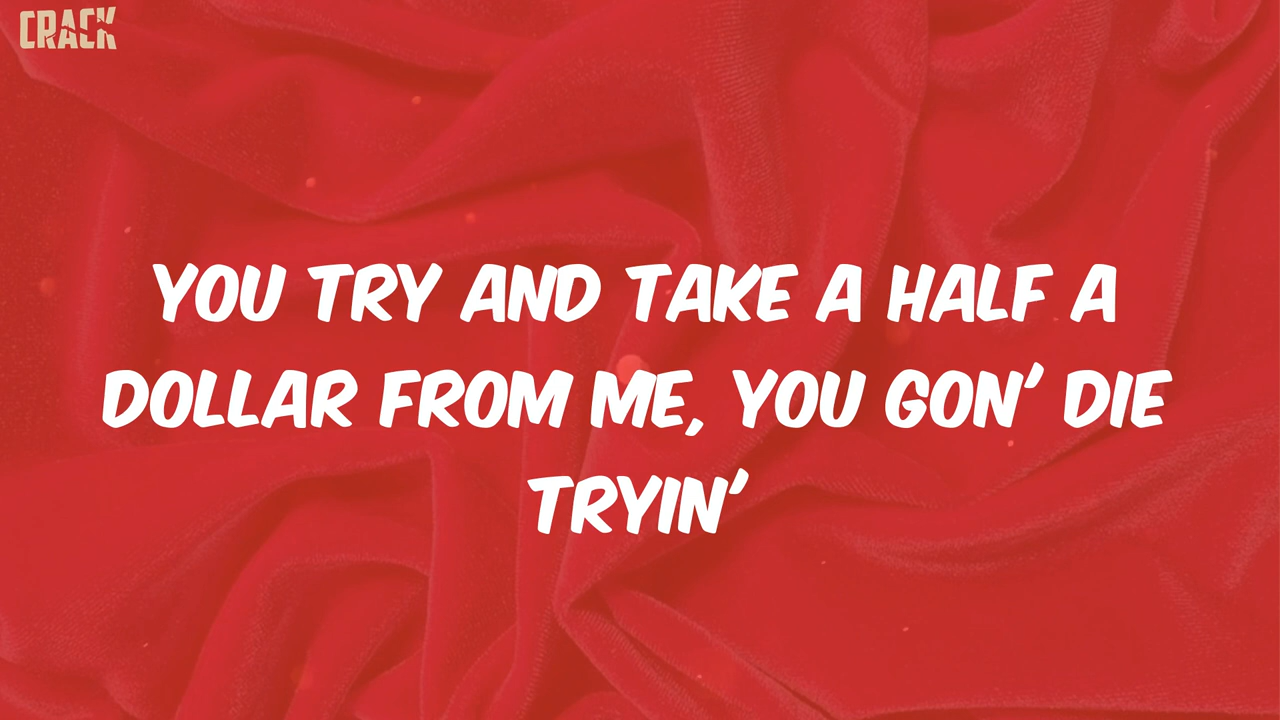 CRACK
YOU TRY AND TAKE A HALF A
DOLLAR FROM ME, YOU GON' DIE
TRYIN'